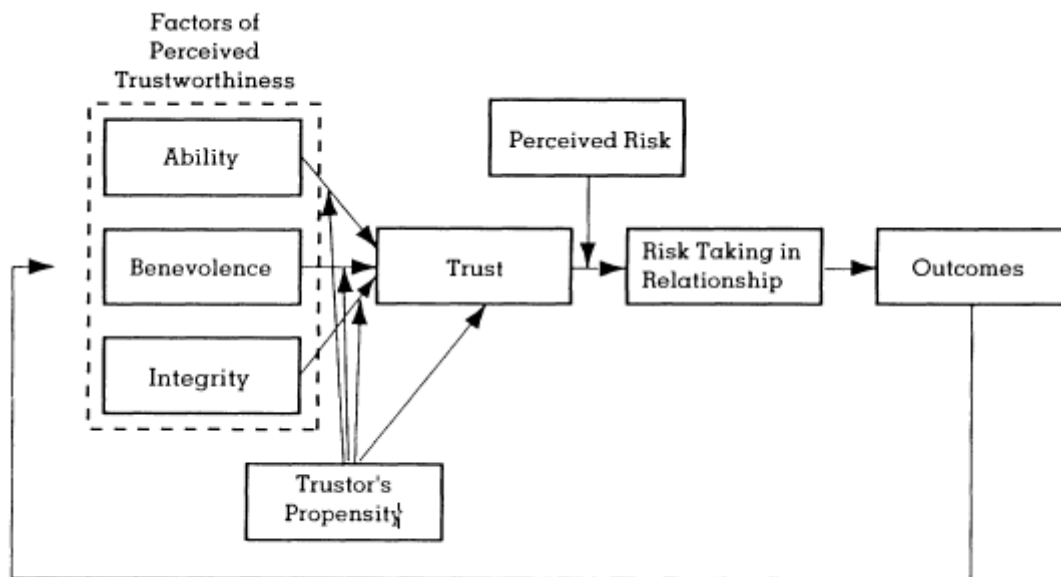 Factors of
Perceived
Trustworthiness
Ability
Benevolence
Integrity
Trustor's
Propensity
Trust
Perceived Risk
Risk Taking in
Relationship
Outcomes